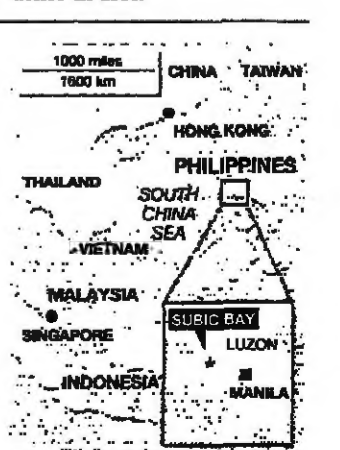 1000 miles
1600 km
CHINA TAIWAN
HONG KONG
PHILIPPINES
THAILAND
SOUTH
CHINA
SEA
VIETNAM
MALAYSIA
SINGAPORE
SUBIC BAY
LUZON
INDONESIA
MANILA